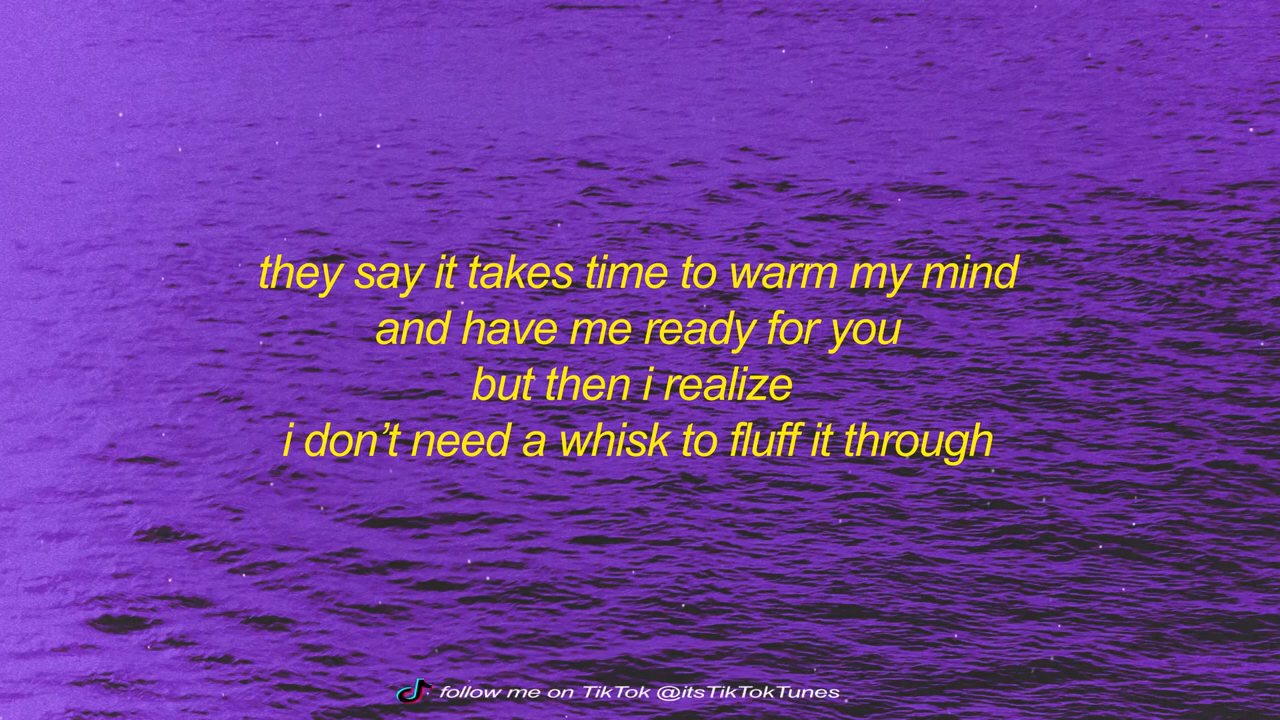 they say it takes time to warm my mind
and have me ready for you
but then i realize
i don’t need a whisk to fluff it through
follow me on TikTok @itsTikTokTunes